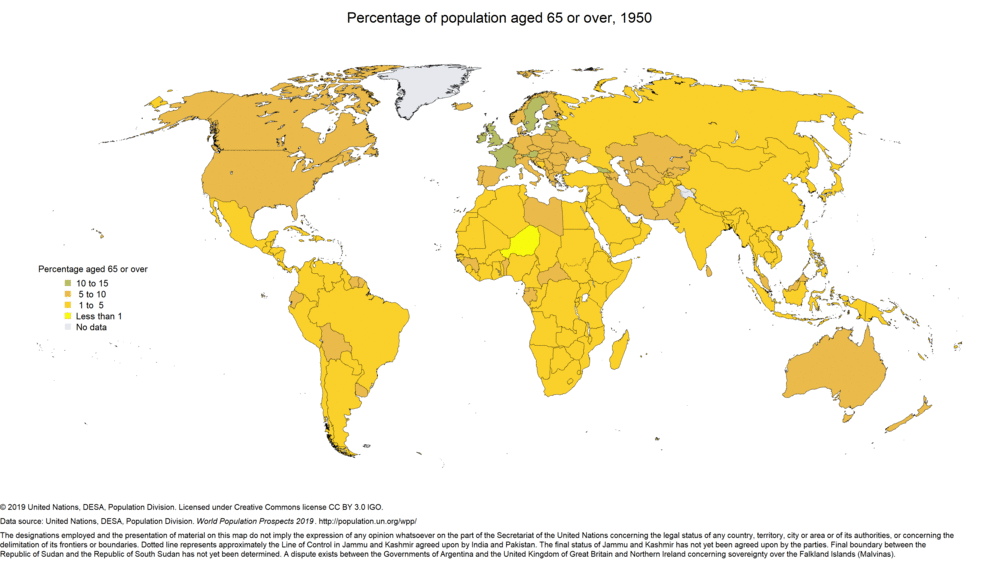 Percentage of population aged 65 or over, 1950
Percentage aged 65 or over
10 to 15
5 to 10
1 to 5
Less than 1
No data
© 2019 United Nations, DESA, Population Division. Licensed under Creative Commons license CC BY 3.0 IGO.
Data source: United Nations, DESA, Population Division. World Population Prospects 2019. http://population.un.org/wpp/
The designations employed and the presentation of material on this map do not imply the expression of any opinion whatsoever on the part of the Secretariat of the United Nations concerning the legal status of any country, territory, city or area or of its authorities, or concerning the
delimitation of its frontiers or boundaries. Dotted line represents approximately the Line of Control in Jammu and Kashmir agreed upon by India and Pakistan. The final status of Jammu and Kashmir has not yet been agreed upon by the parties. Final boundary between the
Republic of Sudan and the Republic of South Sudan has not yet been determined. A dispute exists between the Governments of Argentina and the United Kingdom of Great Britain and Northern Ireland concerning sovereignty over the Falkland Islands (Malvinas).